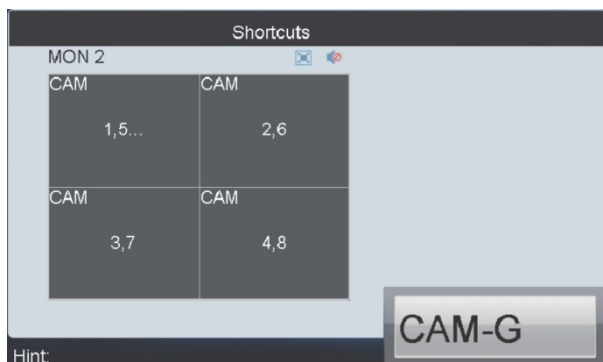 Shortcuts
MON 2
CAM CAM
1,5... 2,6
CAM CAM
3,7 4,8
CAM-G
Hint: